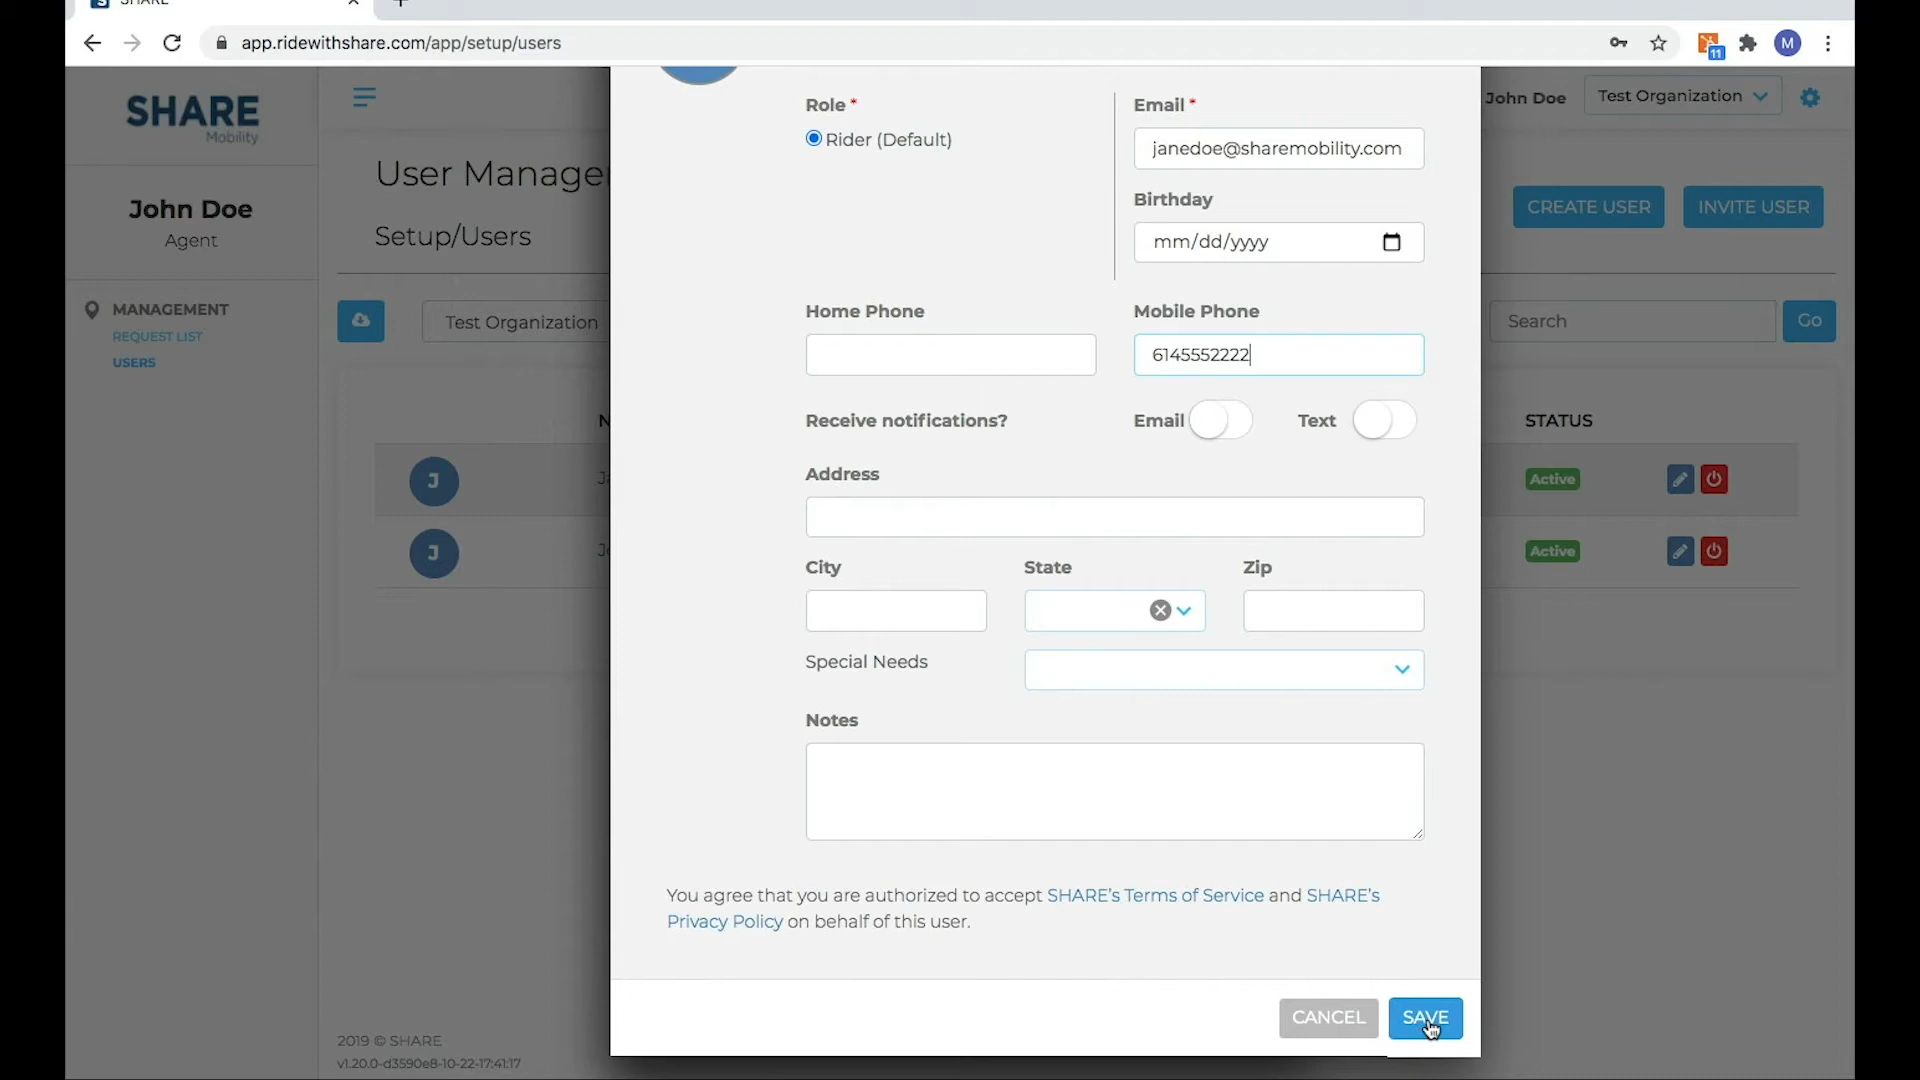 SHARE
app.ridewithshare.com/app/setup/users
11
M
SHARE
Mobility
John Doe
Agent
MANAGEMENT
REQUEST LIST
USERS
John Doe
Test Organization
User Manage
Setup/Users
CREATE USER
INVITE USER
Test Organization
Search
Go
STATUS
J
Active
J
Active
2019 © SHARE
v1.20.0-d3590e8-10-22-17:41:17
Role *
Rider (Default)
Email *
janedoe@sharemobility.com
Birthday
mm/dd/yyyy
Home Phone
Mobile Phone
6145552222
Receive notifications?
Email
Text
Address
City
State
Zip
Special Needs
Notes
You agree that you are authorized to accept SHARE's Terms of Service and SHARE's
Privacy Policy on behalf of this user.
CANCEL
SAVE